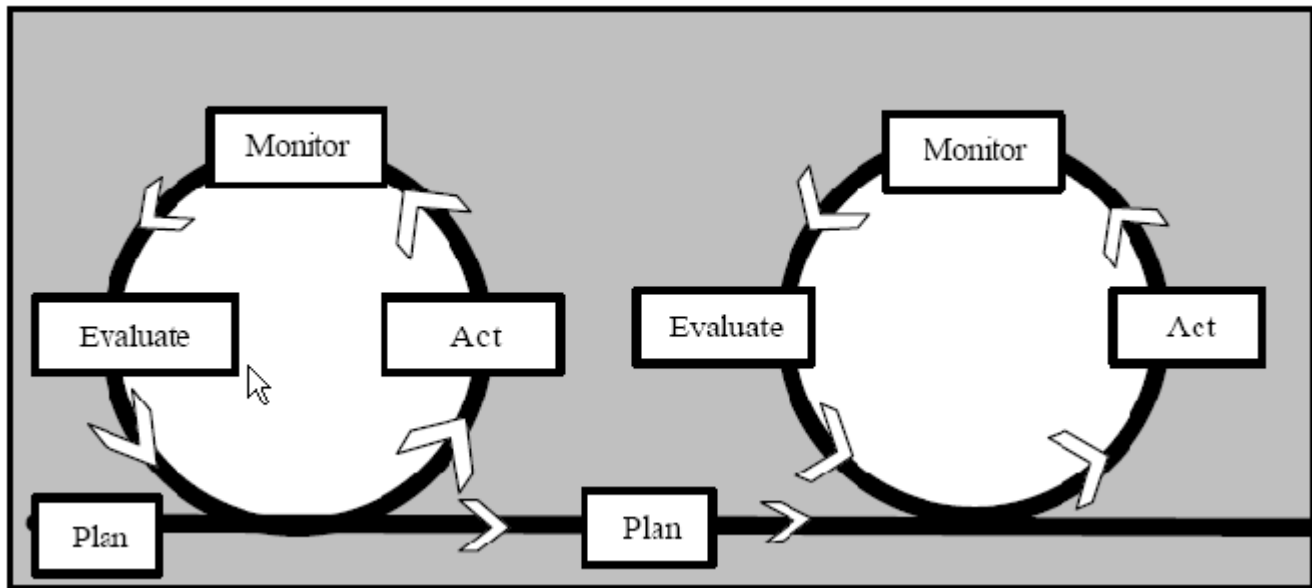 Monitor
Monitor
Evaluate
Act
Evaluate
Act
Plan
Plan